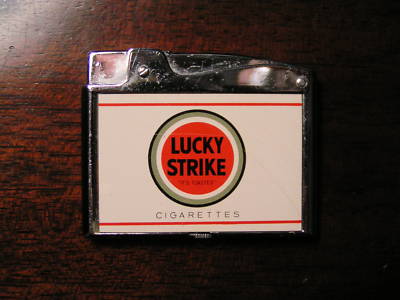 LUCKY
STRIKE
"IT'S TOASTED"
CIGARETTES